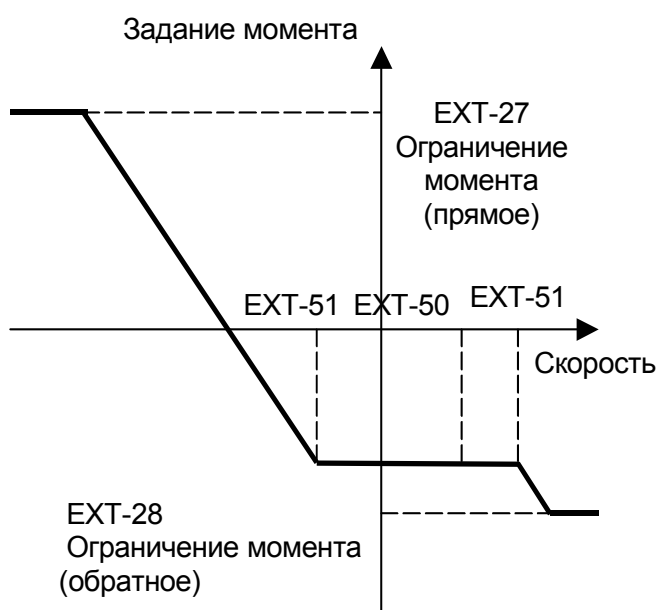 Задание момента
EXT-27
Ограничение
момента
(прямое)
EXT-51 EXT-50 EXT-51
Скорость
EXT-28
Ограничение момента
(обратное)